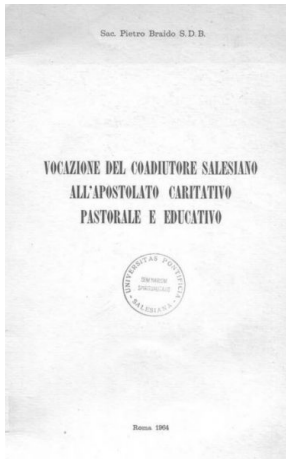 Sac. Pietro Braido S. D. B.
VOCAZIONE DEL COADIUTORE SALESIANO
ALL'APOSTOLATO CARITATIVO
PASTORALE E EDUCATIVO
UNIVERSITAS PONTIFICIA
SALESIANA
Roma 1964